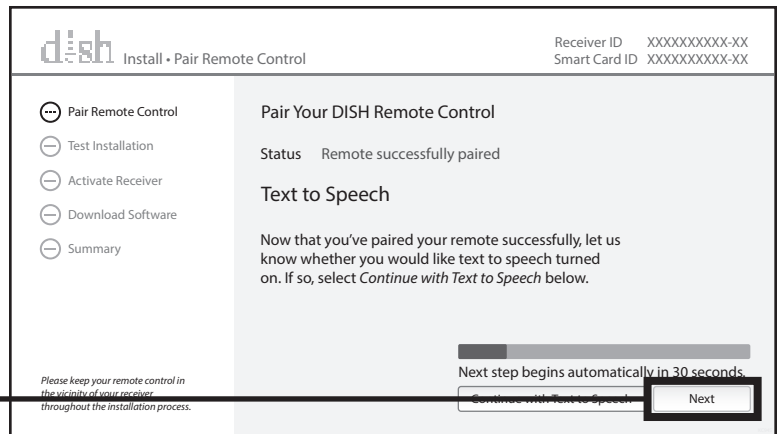 dish Install • Pair Remote Control
Receiver ID XXXXXXXXXX-XX
Smart Card ID XXXXXXXXXX-XX
Pair Remote Control
Test Installation
Activate Receiver
Download Software
Summary
Please keep your remote control in
the vicinity of your receiver
throughout the installation process.
Pair Your DISH Remote Control
Status Remote successfully paired
Text to Speech
Now that you've paired your remote successfully, let us
know whether you would like text to speech turned
on. If so, select Continue with Text to Speech below.
Next step begins automatically in 30 seconds.
Continue with Text to Speech
Next